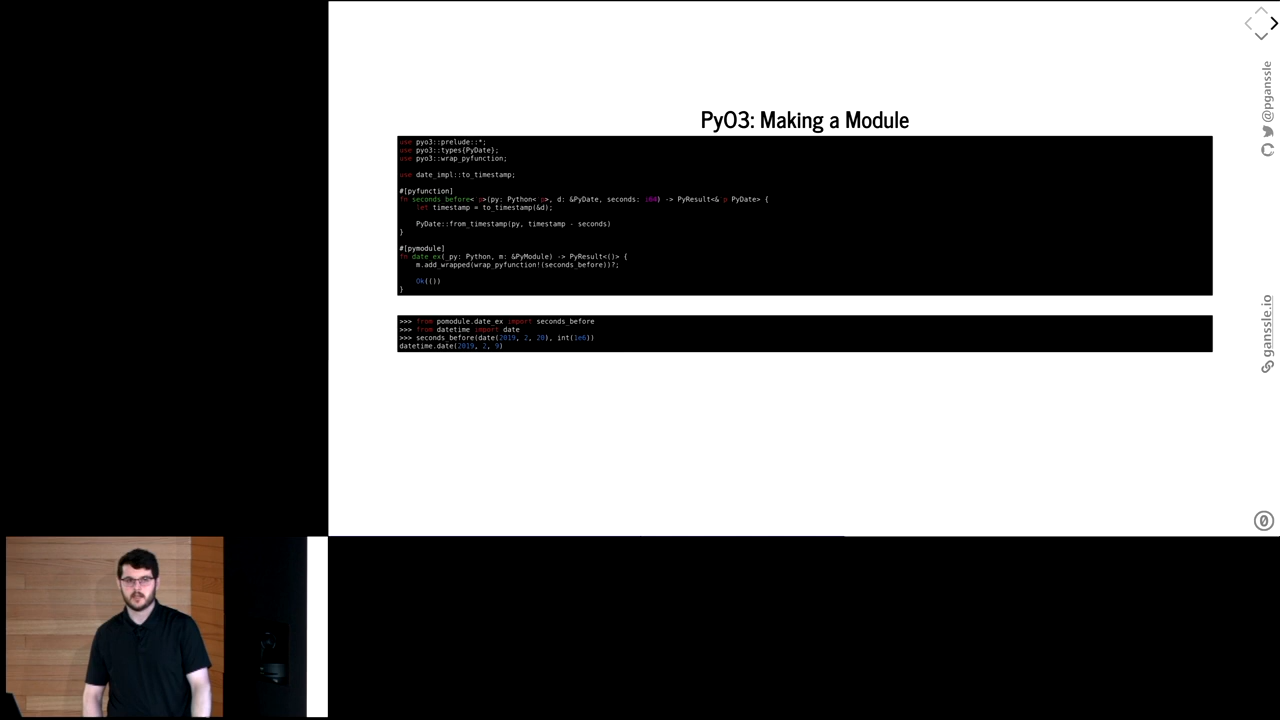 PyO3: Making a Module
use pyo3::prelude::*;
use pyo3::types{PyDate};
use pyo3::wrap_pyfunction;
use date_impl::to_timestamp;
#[pyfunction]
fn seconds_before< p>(py: Python< p>, d: &PyDate, seconds: i64) -> PyResult<& p PyDate> {
    let timestamp = to_timestamp(&d);
    PyDate::from_timestamp(py, timestamp - seconds)
}
#[pymodule]
fn date_ex(_py: Python, m: &PyModule) -> PyResult<()> {
    m.add_wrapped(wrap_pyfunction!(seconds_before))?;
    Ok(())
}
>>> from pomodule.date_ex import seconds_before
>>> from datetime import date
>>> seconds_before(date(2019, 2, 20), int(1e6))
datetime.date(2019, 2, 9)
@pganssle
ganssle.io
0